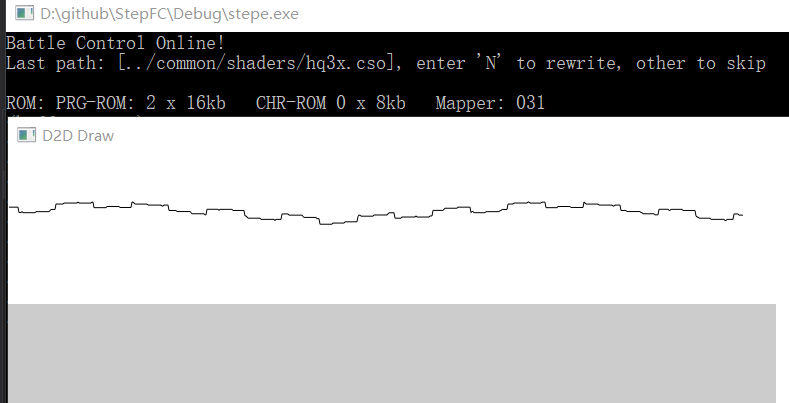 D:\github\StepFC\Debug\stepe.exe
Battle Control Online!
Last path: [../common/shaders/hq3x.cso], enter 'N' to rewrite, other to skip
ROM: PRG-ROM: 2 x 16kb   CHR-ROM 0 x 8kb   Mapper: 031
D2D Draw